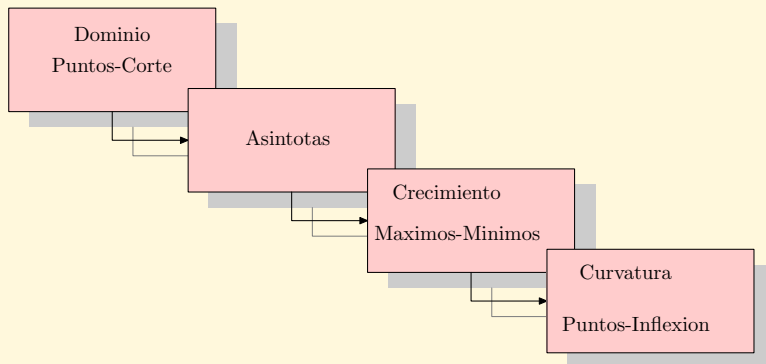 Dominio
Puntos-Corte
Asintotas
Crecimiento
Maximos-Minimos
Curvatura
Puntos-Inflexion